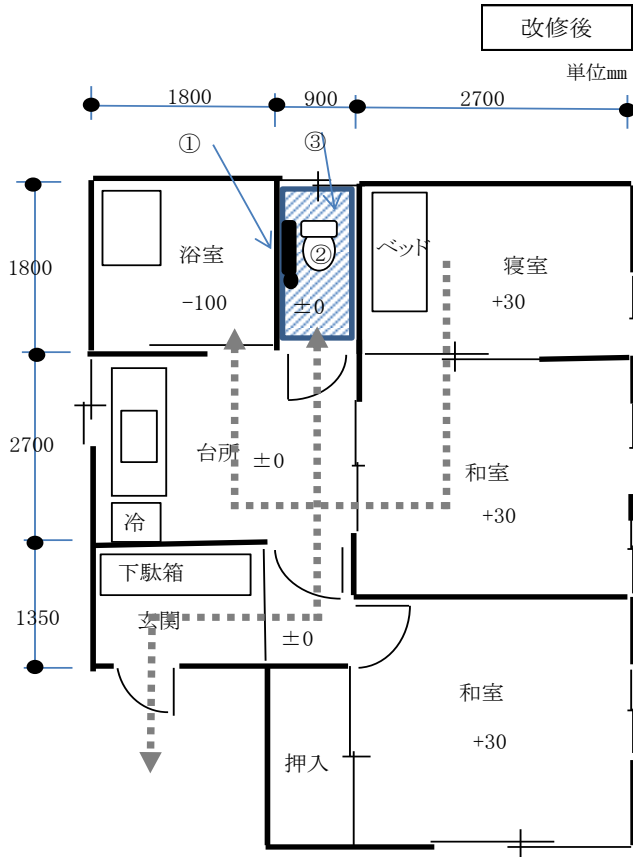 改修後
単位mm
1800
900
2700
①
③
1800
浴室
-100
②
±0
ベッド
寝室
+30
2700
台所
±0
和室
+30
冷
1350
下駄箱
玄関
±0
和室
+30
押入